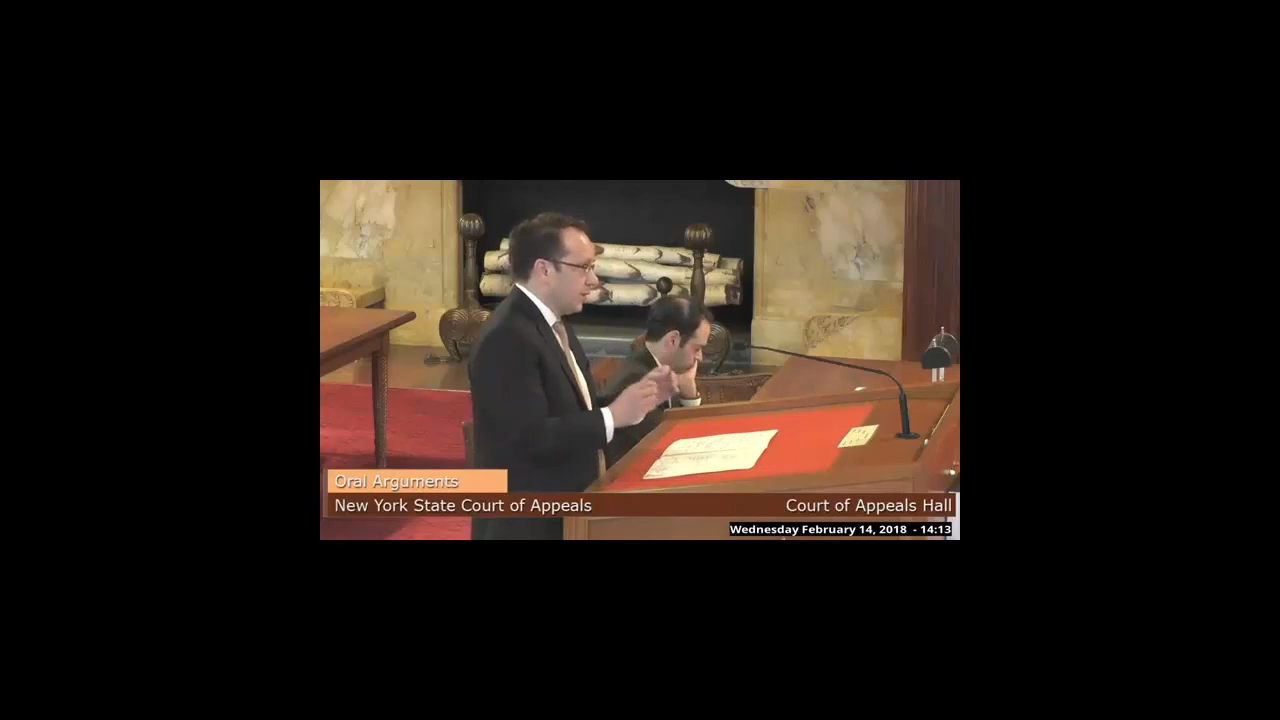 Oral Arguments
New York State Court of Appeals
Court of Appeals Hall
Wednesday February 14, 2018 - 14:13